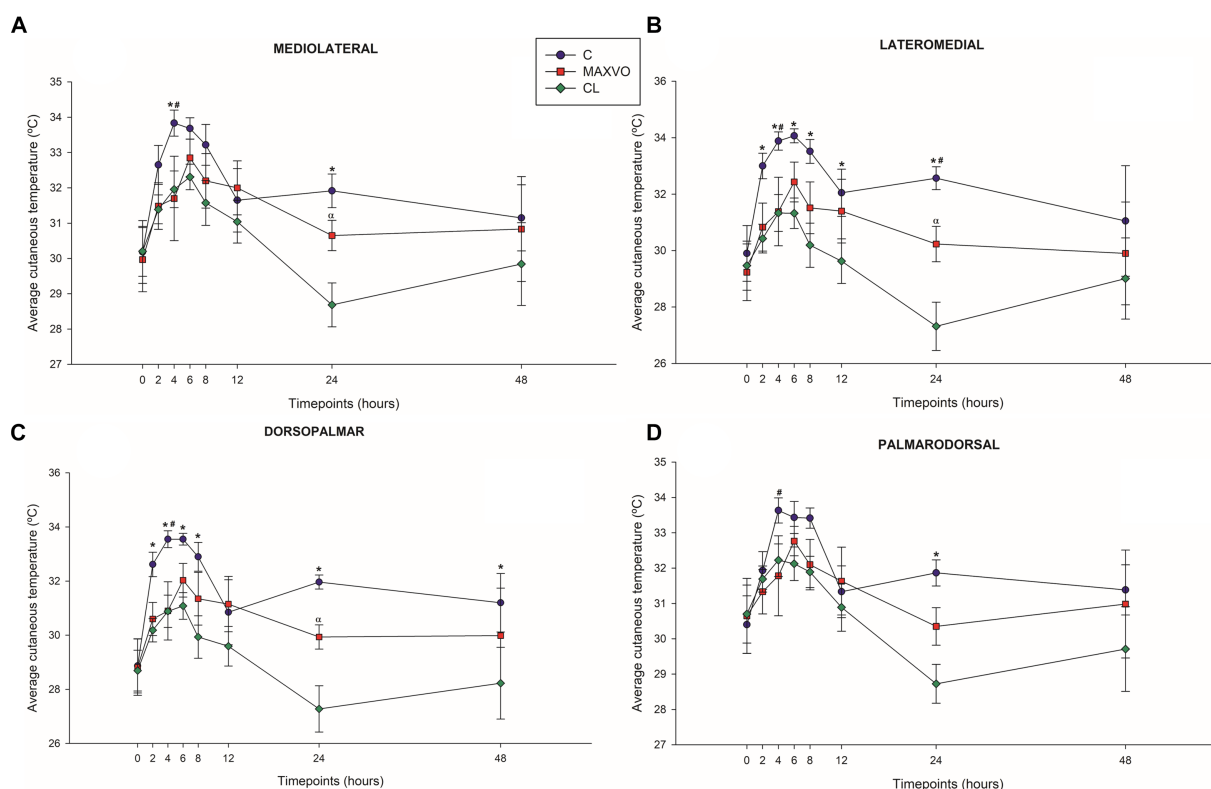 A
MEDIOLATERAL
C
MAXVO
CL
Average cutaneous temperature (ºC)
35
34
33
32
31
30
29
28
27
*#
*
α
0 2 4 6 8 12 24 48
Timepoints (hours)
B
LATEROMEDIAL
Average cutaneous temperature (ºC)
36
34
32
30
28
26
* *# * * * *#
α
0 2 4 6 8 12 24 48
Timepoints (hours)
C
DORSOPALMAR
Average cutaneous temperature (ºC)
36
34
32
30
28
26
* *# * * * *
α
0 2 4 6 8 12 24 48
Timepoints (hours)
D
PALMARODORSAL
Average cutaneous temperature (ºC)
35
34
33
32
31
30
29
28
27
#
*
0 2 4 6 8 12 24 48
Timepoints (hours)